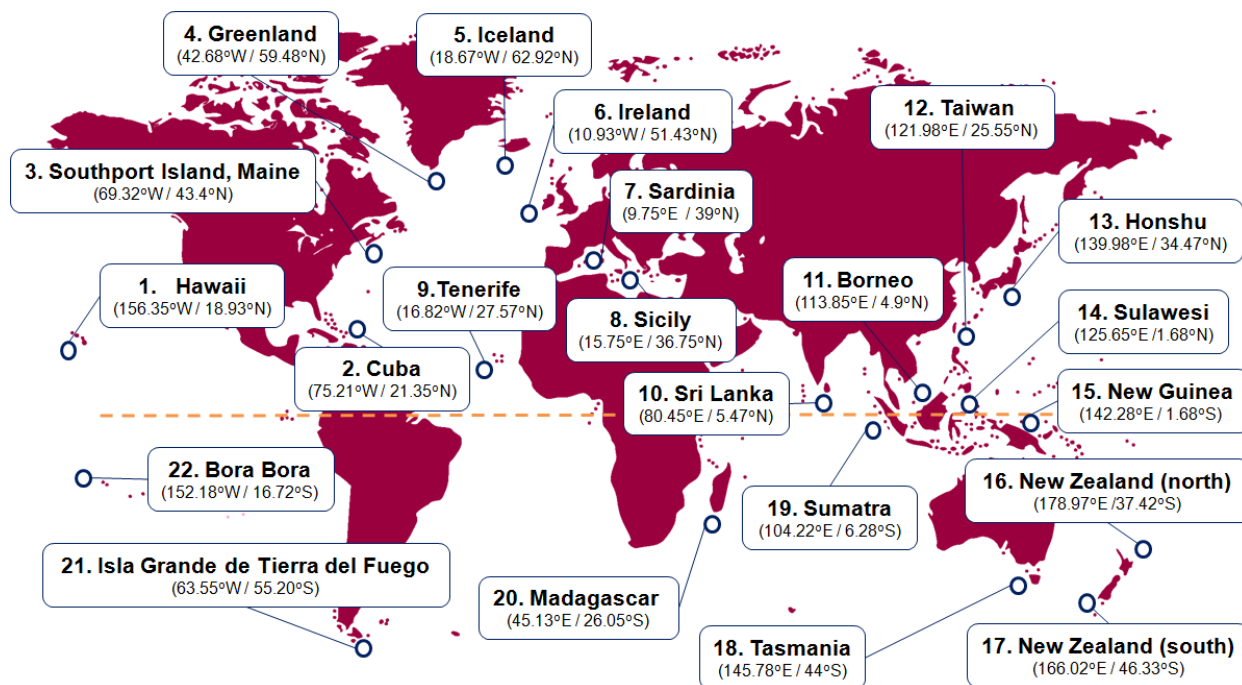 4. Greenland
(42.68ºW / 59.48ºN)
5. Iceland
(18.67ºW / 62.92ºN)
6. Ireland
(10.93ºW / 51.43ºN)
12. Taiwan
(121.98ºE / 25.55ºN)
3. Southport Island, Maine
(69.32ºW / 43.4ºN)
7. Sardinia
(9.75ºE / 39ºN)
13. Honshu
(139.98ºE / 34.47ºN)
1. Hawaii
(156.35ºW / 18.93ºN)
9.Tenerife
(16.82ºW / 27.57ºN)
11. Borneo
(113.85ºE / 4.9ºN)
8. Sicily
(15.75ºE / 36.75ºN)
14. Sulawesi
(125.65ºE /1.68ºN)
2. Cuba
(75.21ºW / 21.35ºN)
10. Sri Lanka
(80.45ºE / 5.47ºN)
15. New Guinea
(142.28ºE / 1.68ºS)
22. Bora Bora
(152.18ºW / 16.72ºS)
16. New Zealand (north)
(178.97ºE /37.42ºS)
19. Sumatra
(104.22ºE / 6.28ºS)
21. Isla Grande de Tierra del Fuego
(63.55ºW / 55.20ºS)
20. Madagascar
(45.13ºE / 26.05ºS)
18. Tasmania
(145.78ºE / 44ºS)
17. New Zealand (south)
(166.02ºE / 46.33ºS)